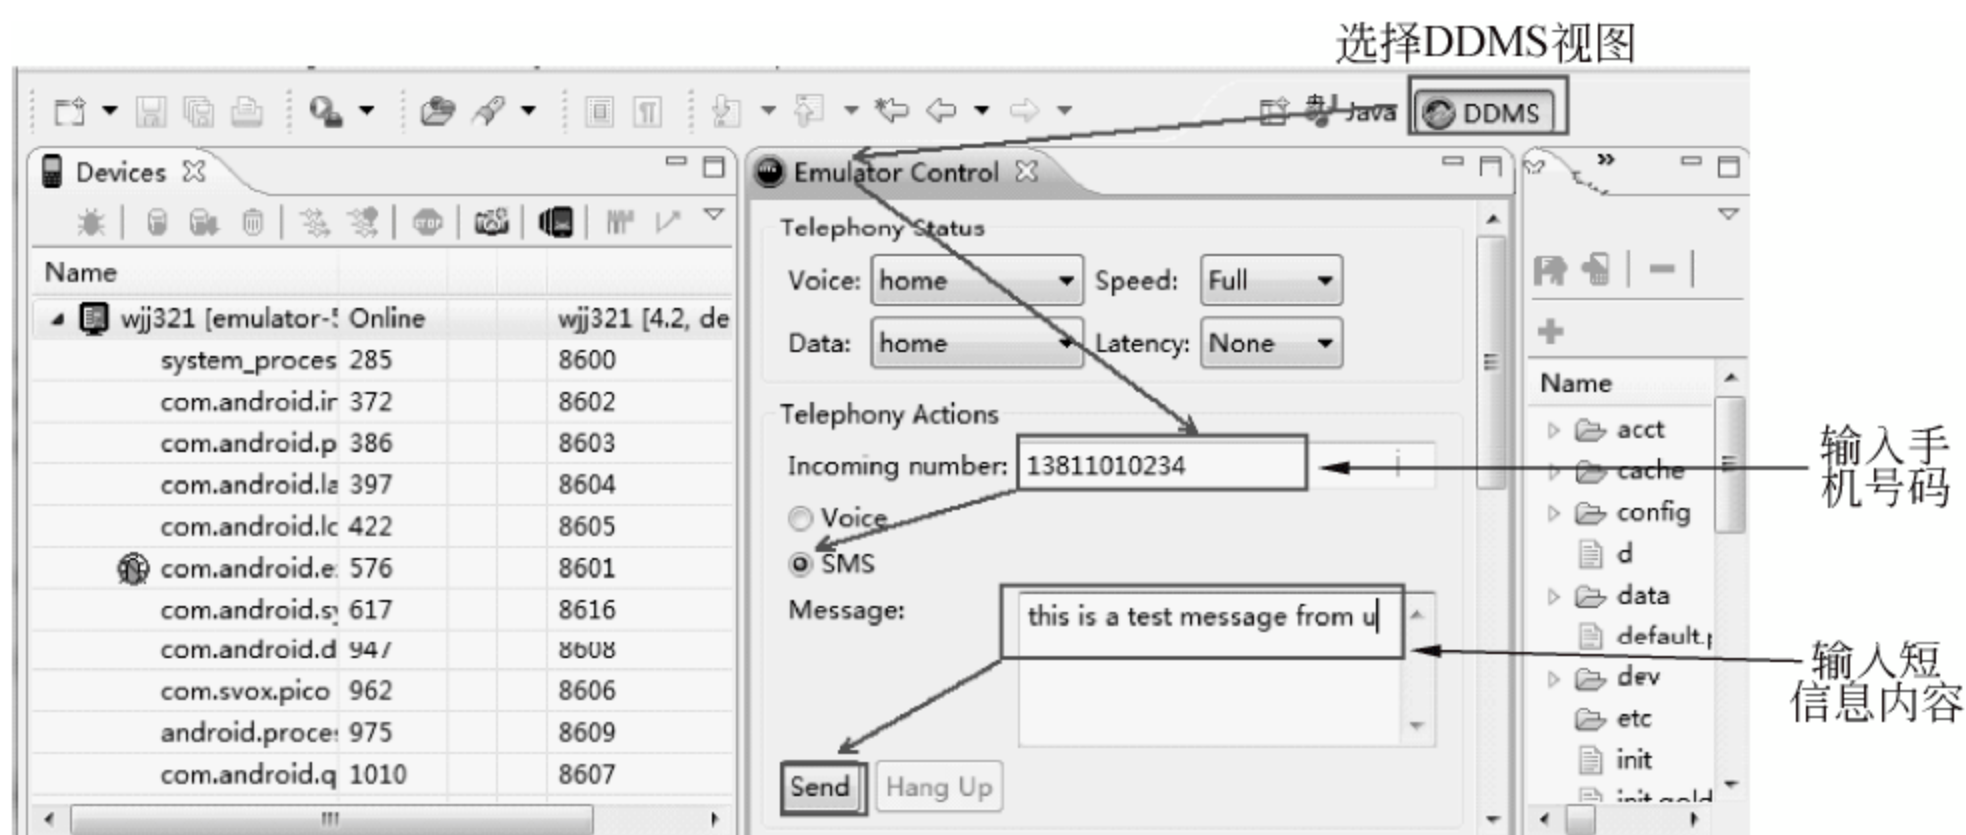 选择DDMS视图
Java DDMS
Devices
Name
wjj321 [emulator-5 Online wjj321 [4.2, de
system_proces 285 8600
com.android.in 372 8602
com.android.p 386 8603
com.android.la 397 8604
com.android.lc 422 8605
com.android.e 576 8601
com.android.sy 617 8616
com.android.d 947 8608
com.svox.pico 962 8606
android.proces 975 8609
com.android.q 1010 8607
Emulator Control
Telephony Status
Voice: home Speed: Full
Data: home Latency: None
Telephony Actions
Incoming number: 13811010234
Voice
SMS
Message: this is a test message from u
Send Hang Up
Name
acct
cache
config
d
data
default.p
dev
etc
init
init.gold
输入手
机号码
输入短
信息内容